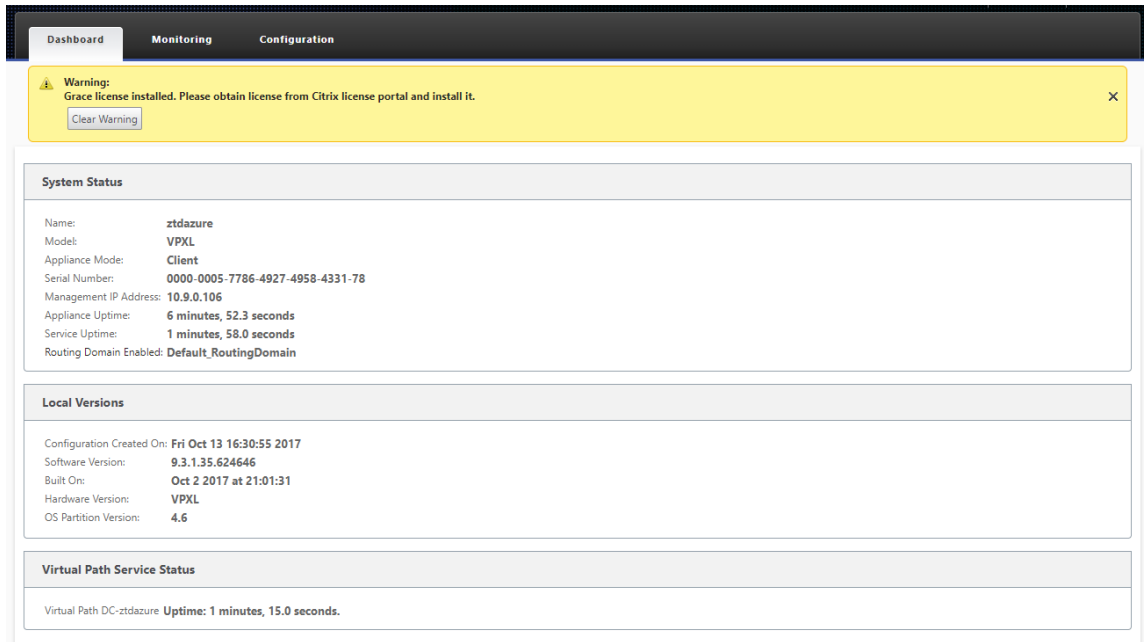 Dashboard Monitoring Configuration
Warning:
Grace license installed. Please obtain license from Citrix license portal and install it.
Clear Warning
System Status
Name: ztdazure
Model: VPXL
Appliance Mode: Client
Serial Number: 0000-0005-7786-4927-4958-4331-78
Management IP Address: 10.9.0.106
Appliance Uptime: 6 minutes, 52.3 seconds
Service Uptime: 1 minutes, 58.0 seconds
Routing Domain Enabled: Default_RoutingDomain
Local Versions
Configuration Created On: Fri Oct 13 16:30:55 2017
Software Version: 9.3.1.35.624646
Built On: Oct 2 2017 at 21:01:31
Hardware Version: VPXL
OS Partition Version: 4.6
Virtual Path Service Status
Virtual Path DC-ztdazure Uptime: 1 minutes, 15.0 seconds.